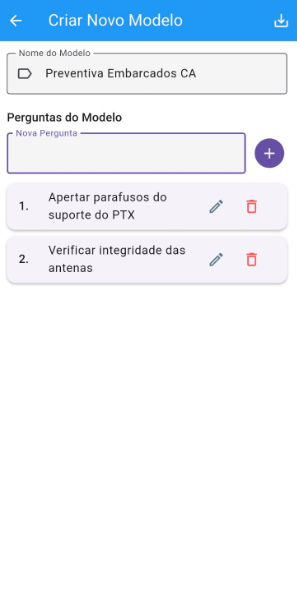 Criar Novo Modelo
Nome do Modelo
Preventiva Embarcados CA
Perguntas do Modelo
Nova Pergunta
1. Apertar parafusos do
suporte do PTX
2. Verificar integridade das
antenas